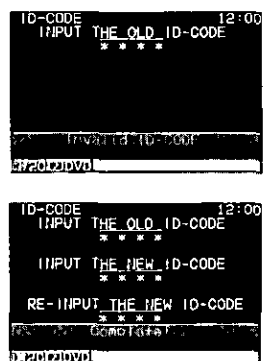 ID-CODE 12:00
INPUT THE OLD ID-CODE
* * * *
Invalid ID-CODE
ID-CODE 12:00
INPUT THE OLD ID-CODE
* * * *
INPUT THE NEW ID-CODE
* * * *
RE-INPUT THE NEW ID-CODE
* * * *
Complete!